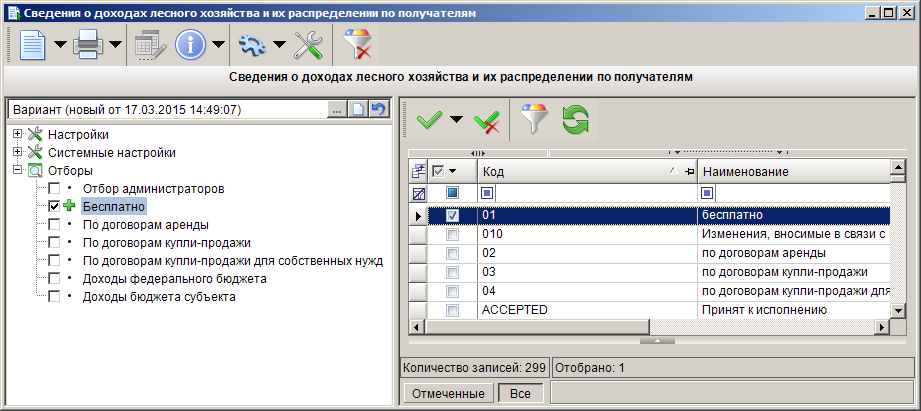 Сведения о доходах лесного хозяйства и их распределении по получателям
Сведения о доходах лесного хозяйства и их распределении по получателям
Вариант (новый от 17.03.2015 14:49:07)
...
Настройки
Системные настройки
Отборы
Отбор администраторов
Бесплатно
По договорам аренды
По договорам купли-продажи
По договорам купли-продажи для собственных нужд
Доходы федерального бюджета
Доходы бюджета субъекта
Код Наименование
01 бесплатно
010 Изменения, вносимые в связи с
02 по договорам аренды
03 по договорам купли-продажи
04 по договорам купли-продажи для
ACCEPTED Принят к исполнению
Количество записей: 299 Отобрано: 1
Отмеченные Все